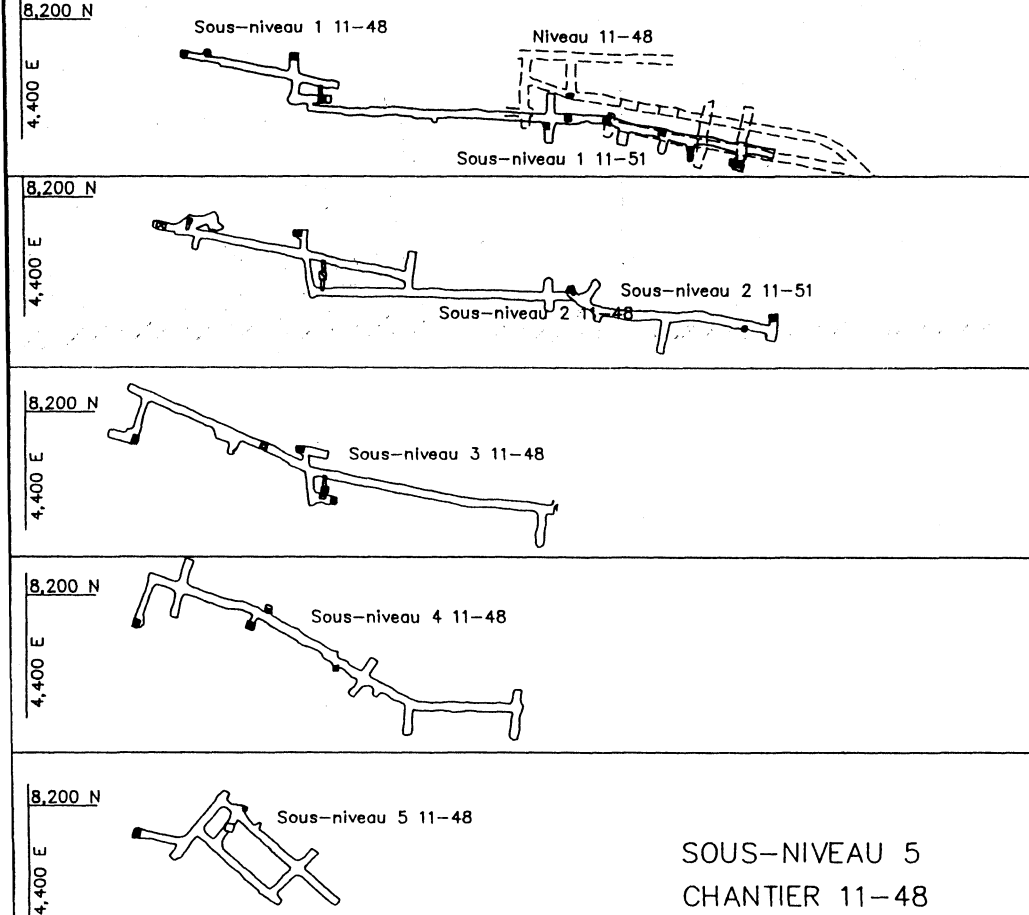 8,200 N
4,400 E
Sous-niveau 1 11-48
Niveau 11-48
Sous-niveau 1 11-51
8,200 N
4,400 E
Sous-niveau 2 11-51
Sous-niveau 2 11-48
8,200 N
4,400 E
Sous-niveau 3 11-48
8,200 N
4,400 E
Sous-niveau 4 11-48
8,200 N
4,400 E
Sous-niveau 5 11-48
SOUS-NIVEAU 5
CHANTIER 11-48